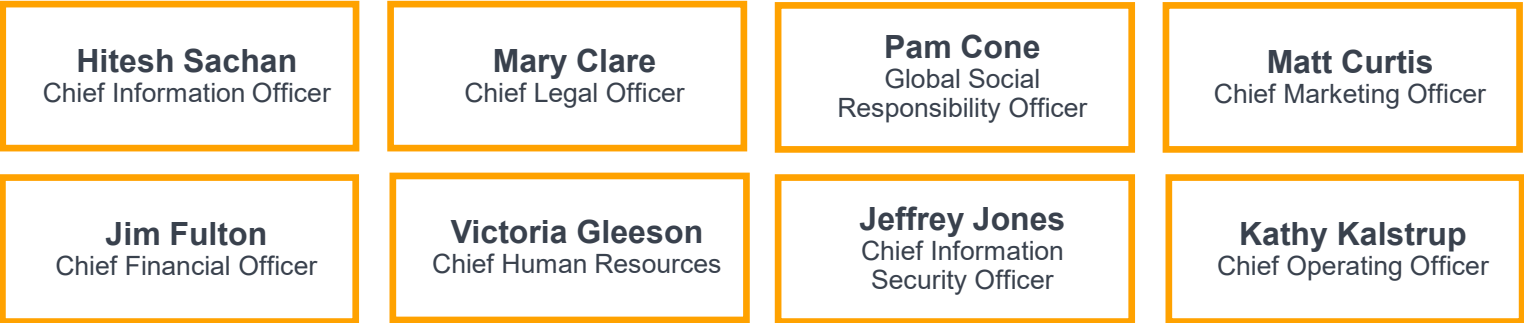 Hitesh Sachan
Chief Information Officer
Mary Clare
Chief Legal Officer
Pam Cone
Global Social
Responsibility Officer
Matt Curtis
Chief Marketing Officer
Jim Fulton
Chief Financial Officer
Victoria Gleeson
Chief Human Resources
Jeffrey Jones
Chief Information
Security Officer
Kathy Kalstrup
Chief Operating Officer